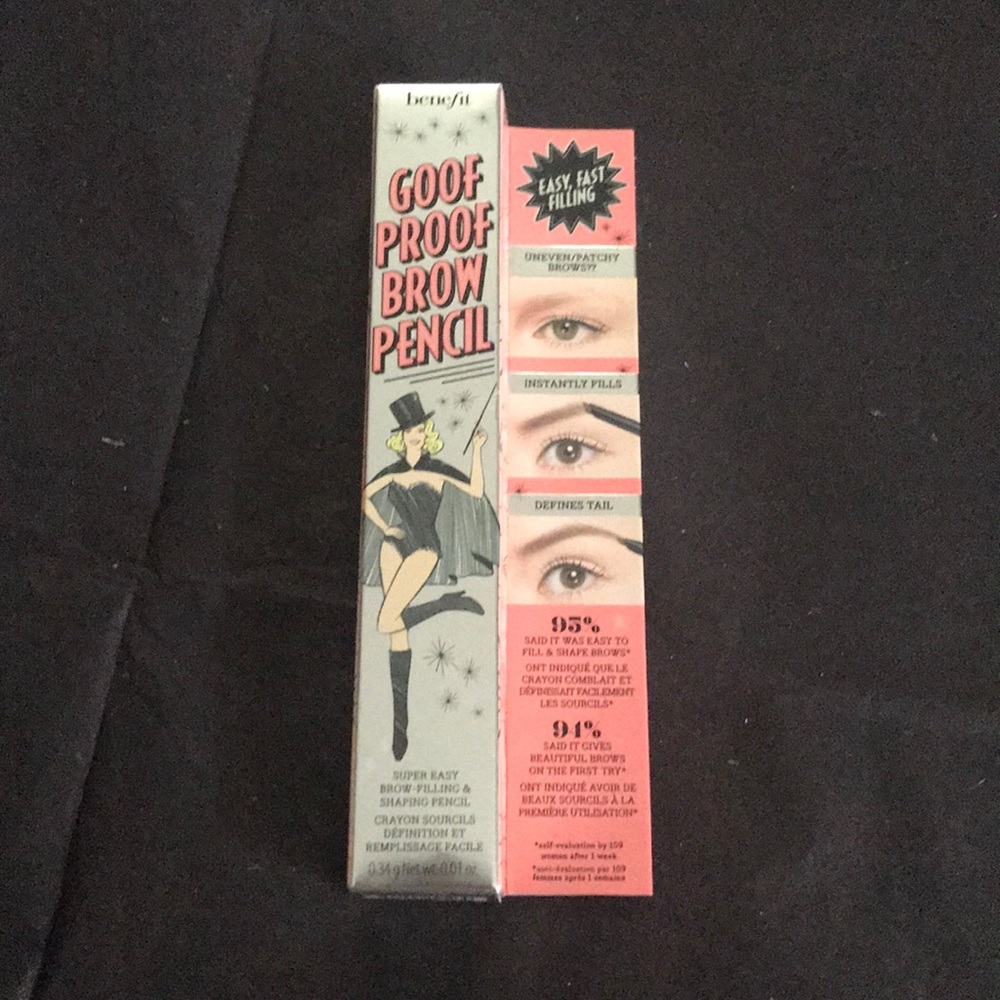 benefit
GOOF
PROOF
BROW
PENCIL
SUPER EASY
BROW-FILLING &
SHAPING PENCIL
CRAYON SOURCILS
DÉFINITION ET
REMPLISSAGE FACILE
0.34 g Net wt. 0.01 oz.
EASY, FAST
FILLING
UNEVEN/PATCHY
BROWS??
INSTANTLY FILLS
DEFINES TAIL
95%
SAID IT WAS EASY TO
FILL & SHAPE BROWS*
ONT INDIQUÉ QUE LE
CRAYON COMBLAIT ET
DÉFINISSAIT FACILEMENT
LES SOURCILS*
94%
SAID IT GIVES
BEAUTIFUL BROWS
ON THE FIRST TRY*
ONT INDIQUÉ AVOIR DE
BEAUX SOURCILS À LA
PREMIÈRE UTILISATION*
*self-evaluation by 159
women after 1 week
*auto-évaluation par 159
femmes après 1 semaine